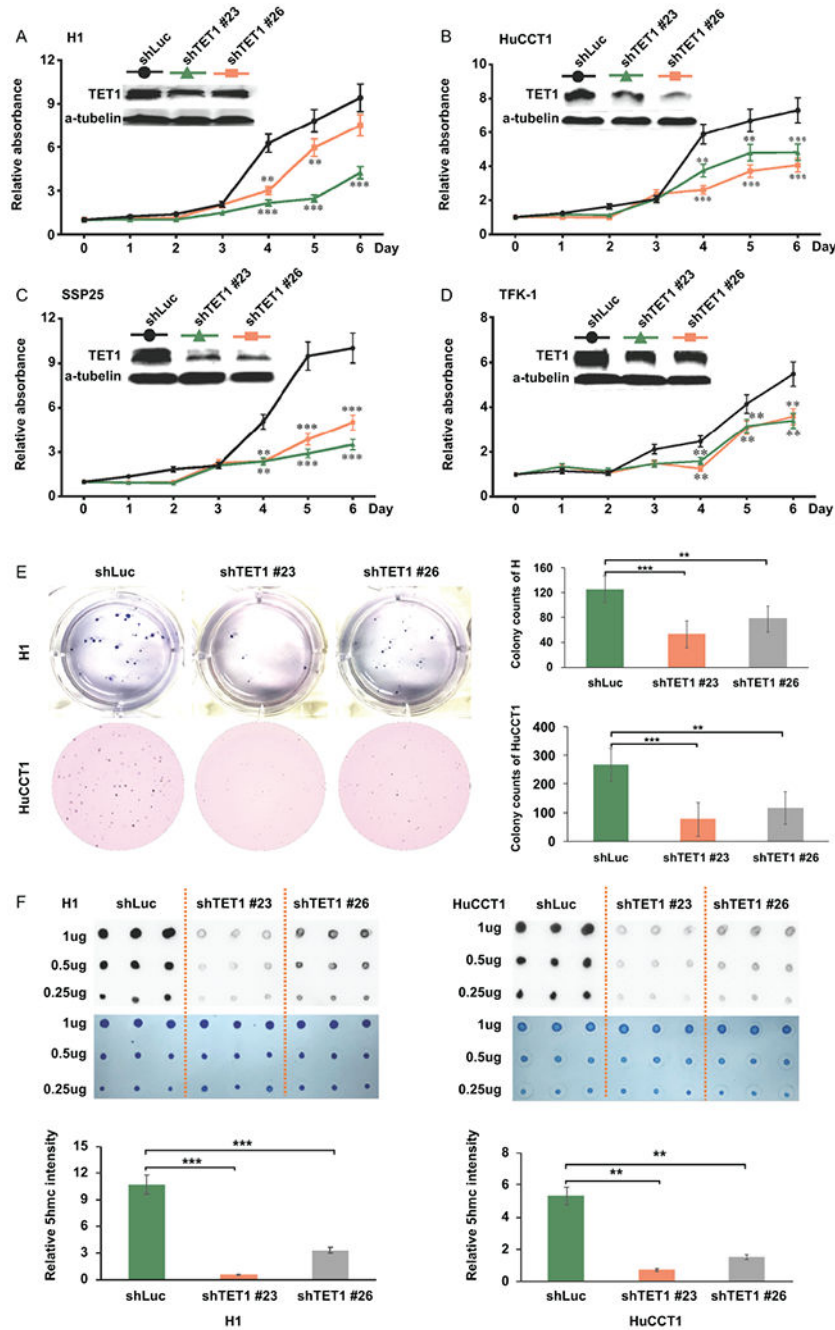 A H1
shLuc shTET1 #23 shTET1 #26
TET1
a-tubelin
Relative absorbance
12
9
6
3
0
** ** *** *** ***
0 1 2 3 4 5 6 Day
B HuCCT1
shLuc shTET1 #23 shTET1 #26
TET1
a-tubelin
Relative absorbance
10
8
6
4
2
0
** ** *** *** *** ***
0 1 2 3 4 5 6 Day
C SSP25
shLuc shTET1 #23 shTET1 #26
TET1
a-tubelin
Relative absorbance
12
9
6
3
0
** ** *** *** *** ***
0 1 2 3 4 5 6 Day
D TFK-1
shLuc shTET1 #23 shTET1 #26
TET1
a-tubelin
Relative absorbance
8
6
4
2
0
** ** ** ** ** **
0 1 2 3 4 5 6 Day
E
shLuc shTET1 #23 shTET1 #26
H1
HuCCT1
Colony counts of H
160
120
80
40
0
**
***
shLuc shTET1 #23 shTET1 #26
Colony counts of HuCCT1
400
300
200
100
0
**
***
shLuc shTET1 #23 shTET1 #26
F H1 shLuc shTET1 #23 shTET1 #26
1ug
0.5ug
0.25ug
1ug
0.5ug
0.25ug
HuCCT1 shLuc shTET1 #23 shTET1 #26
1ug
0.5ug
0.25ug
1ug
0.5ug
0.25ug
Relative 5hmc intensity
15
12
9
6
3
0
***
***
shLuc shTET1 #23 shTET1 #26
H1
Relative 5hmc intensity
8
6
4
2
0
**
**
shLuc shTET1 #23 shTET1 #26
HuCCT1